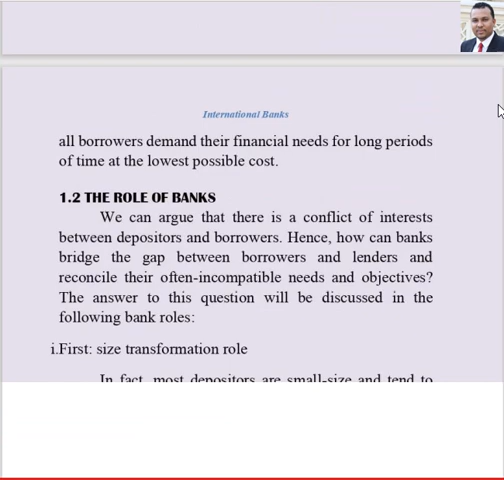 International Banks
all borrowers demand their financial needs for long periods
of time at the lowest possible cost.
1.2 THE ROLE OF BANKS
We can argue that there is a conflict of interests
between depositors and borrowers. Hence, how can banks
bridge the gap between borrowers and lenders and
reconcile their often-incompatible needs and objectives?
The answer to this question will be discussed in the
following bank roles:
i.First: size transformation role
In fact, most depositors are small-size and tend to